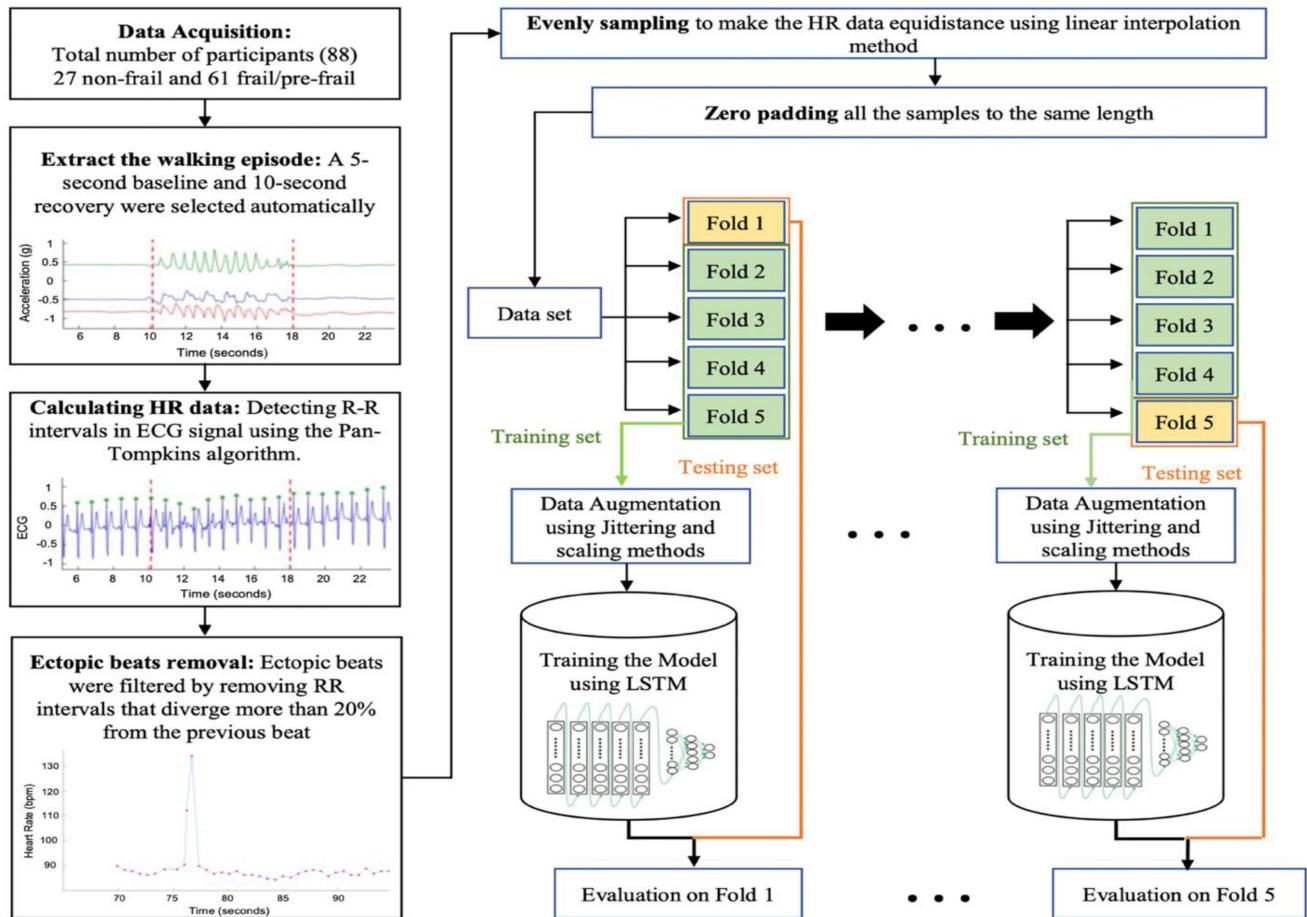 Data Acquisition:
Total number of participants (88)
27 non-frail and 61 frail/pre-frail
Extract the walking episode: A 5-
second baseline and 10-second
recovery were selected automatically
Acceleration (g)
1
0.5
0
-0.5
-1
6 8 10 12 14 16 18 20 22
Time (seconds)
Calculating HR data: Detecting R-R
intervals in ECG signal using the Pan-
Tompkins algorithm.
ECG
1
0.5
0
-0.5
-1
6 8 10 12 14 16 18 20 22
Time (seconds)
Ectopic beats removal: Ectopic beats
were filtered by removing RR
intervals that diverge more than 20%
from the previous beat
Heart Rate (bpm)
130
120
110
100
90
70 75 80 85 90
Time (seconds)
Evenly sampling to make the HR data equidistance using linear interpolation
method
Zero padding all the samples to the same length
Data set
Fold 1
Fold 2
Fold 3
Fold 4
Fold 5
Training set
Testing set
Data Augmentation
using Jittering and
scaling methods
Training the Model
using LSTM
Evaluation on Fold 1
Fold 1
Fold 2
Fold 3
Fold 4
Fold 5
Training set
Testing set
Data Augmentation
using Jittering and
scaling methods
Training the Model
using LSTM
Evaluation on Fold 5